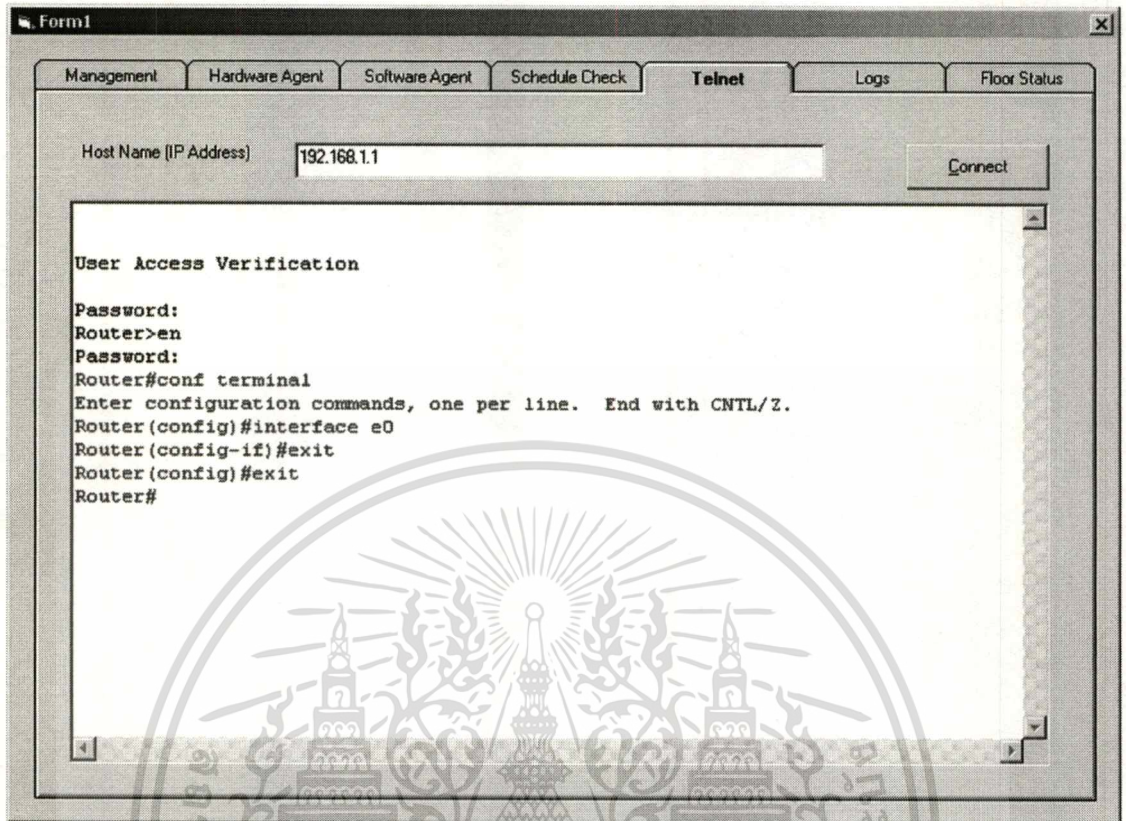 Form1
Management Hardware Agent Software Agent Schedule Check Telnet Logs Floor Status
Host Name (IP Address) 192.168.1.1 Connect
User Access Verification
Password:
Router>en
Password:
Router#conf terminal
Enter configuration commands, one per line.  End with CNTL/Z.
Router(config)#interface e0
Router(config-if)#exit
Router(config)#exit
Router#